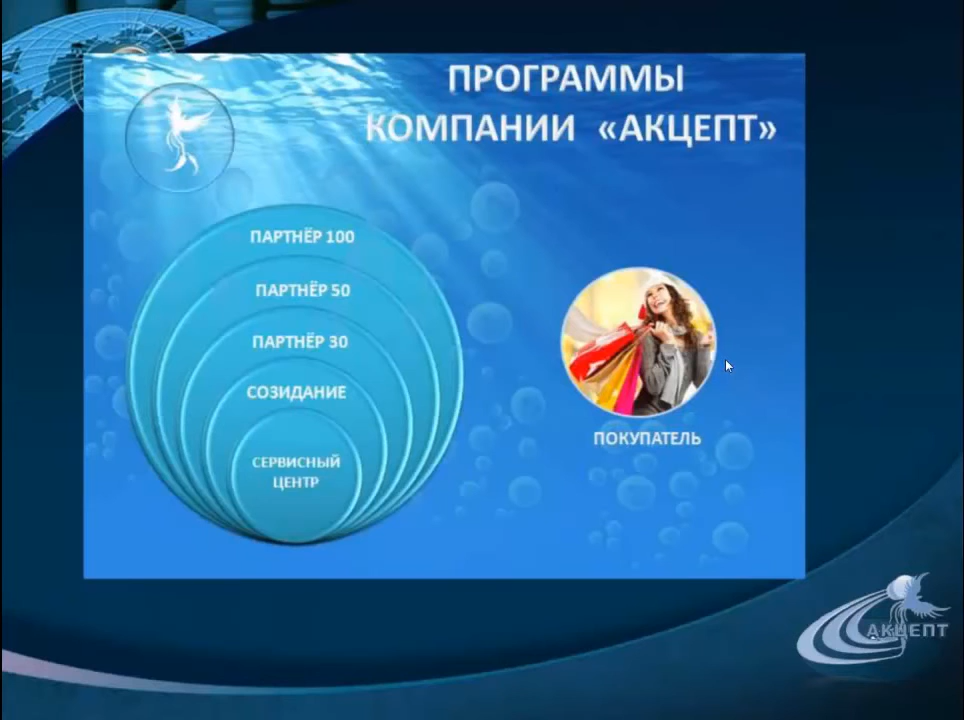 ПРОГРАММЫ
КОМПАНИИ «АКЦЕПТ»
ПАРТНЁР 100
ПАРТНЁР 50
ПАРТНЁР 30
СОЗИДАНИЕ
СЕРВИСНЫЙ
ЦЕНТР
ПОКУПАТЕЛЬ
АКЦЕПТ